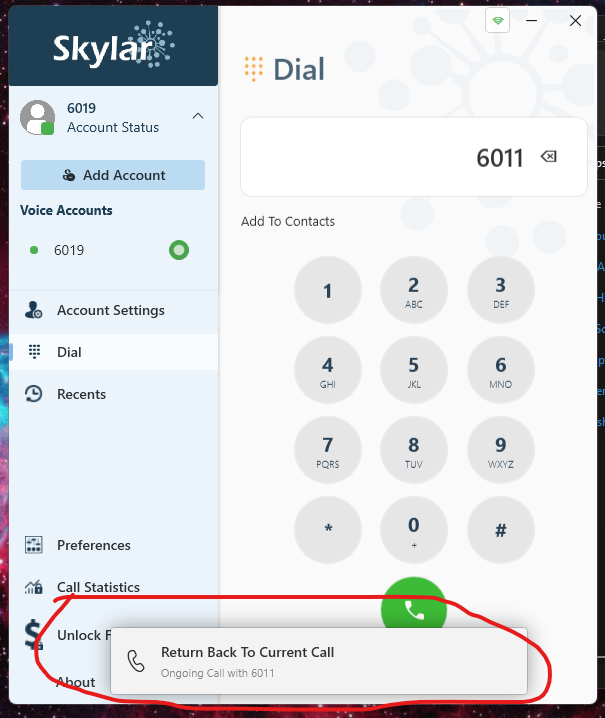 Skylar
Dial
6019
Account Status
Add Account
Voice Accounts
6019
Account Settings
Dial
Recents
Preferences
Call Statistics
Unlock
About
6011
Add To Contacts
1
2
ABC
3
DEF
4
GHI
5
JKL
6
MNO
7
PQRS
8
TUV
9
WXYZ
*
0
+
#
Return Back To Current Call
Ongoing Call with 6011